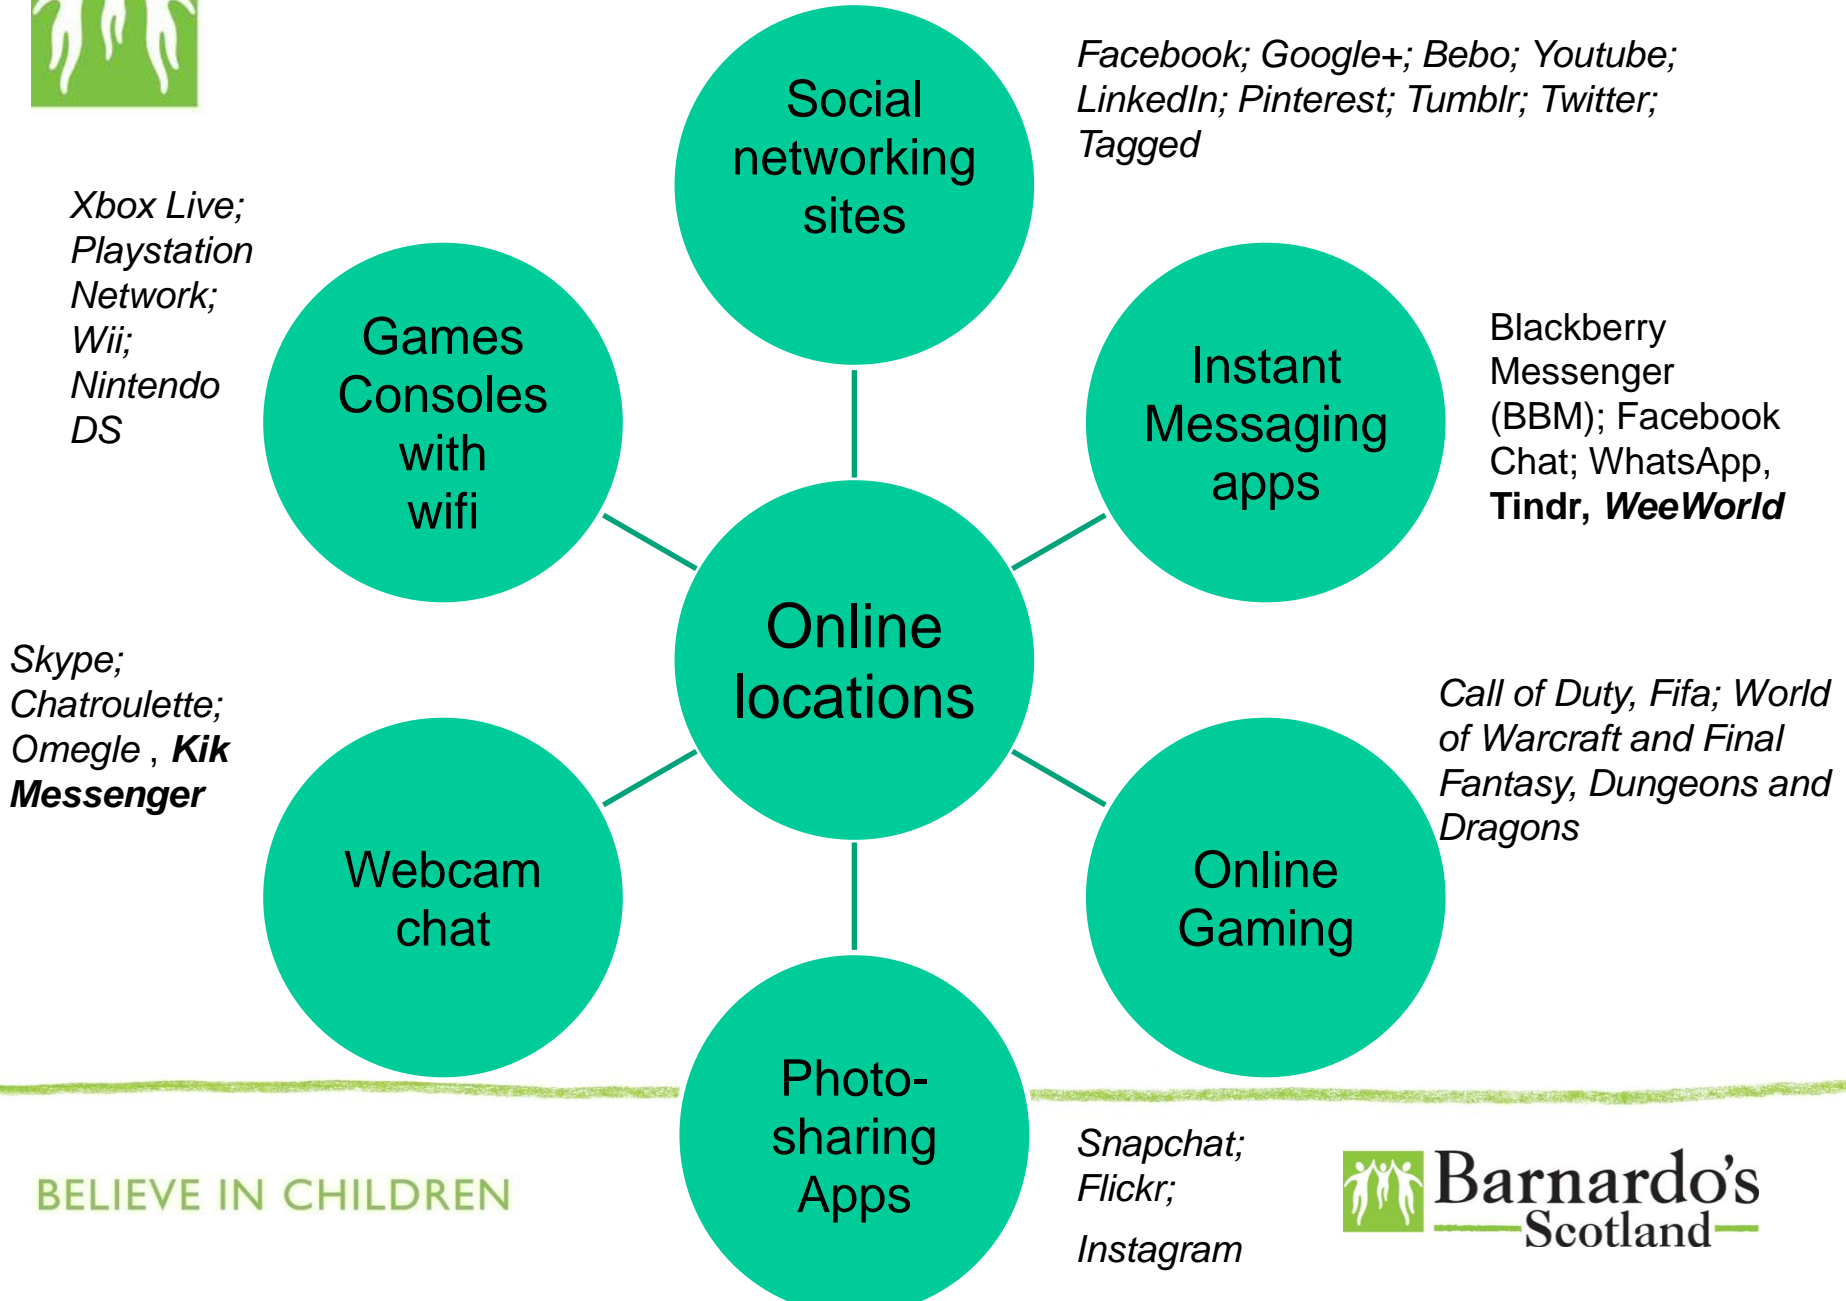 Social
networking
sites
Facebook; Google+; Bebo; Youtube;
LinkedIn; Pinterest; Tumblr; Twitter;
Tagged
Xbox Live;
Playstation
Network;
Wii;
Nintendo
DS
Games
Consoles
with
wifi
Instant
Messaging
apps
Blackberry
Messenger
(BBM); Facebook
Chat; WhatsApp,
Tindr, WeeWorld
Online
locations
Skype;
Chatroulette;
Omegle , Kik
Messenger
Webcam
chat
Call of Duty, Fifa; World
of Warcraft and Final
Fantasy, Dungeons and
Dragons
Online
Gaming
Photo-
sharing
Apps
Snapchat;
Flickr;
Instagram
BELIEVE IN CHILDREN
Barnardo's
Scotland